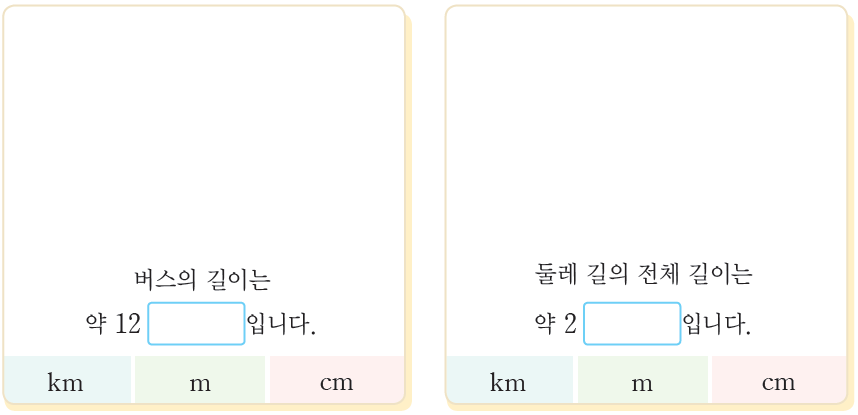 버스의 길이는
약 12 입니다.
km m cm
둘레 길의 전체 길이는
약 2 입니다.
km m cm